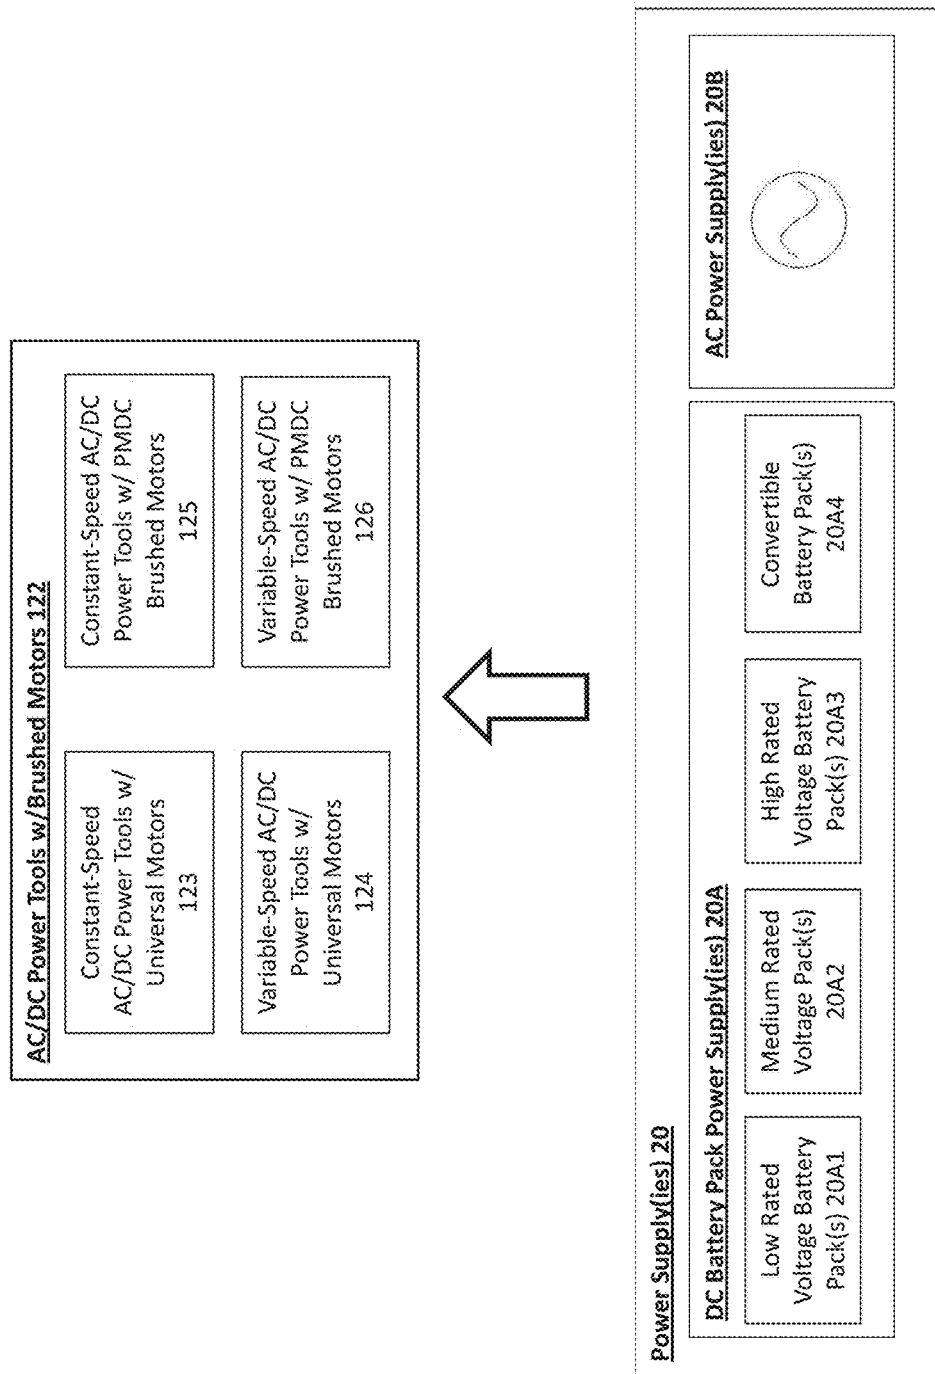 AC/DC Power Tools w/Brushed Motors 122
Constant-Speed
AC/DC Power Tools w/
Universal Motors
123
Constant-Speed AC/DC
Power Tools w/ PMDC
Brushed Motors
125
Variable-Speed AC/DC
Power Tools w/
Universal Motors
124
Variable-Speed AC/DC
Power Tools w/ PMDC
Brushed Motors
126
Power Supply(ies) 20
DC Battery Pack Power Supply(ies) 20A
Low Rated
Voltage Battery
Pack(s) 20A1
Medium Rated
Voltage Pack(s)
20A2
High Rated
Voltage Battery
Pack(s) 20A3
Convertible
Battery Pack(s)
20A4
AC Power Supply(ies) 20B